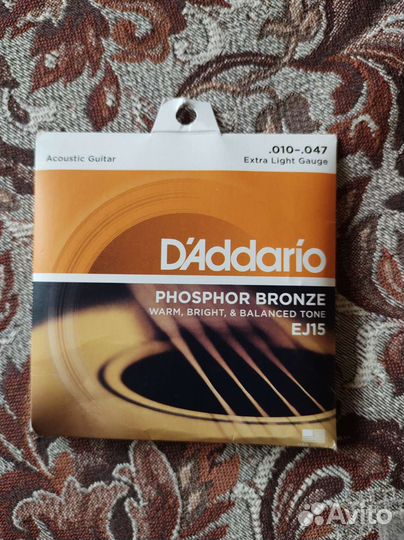 Acoustic Guitar
.010–.047
Extra Light Gauge
D'Addario
PHOSPHOR BRONZE
WARM, BRIGHT, & BALANCED TONE
EJ15
Avito